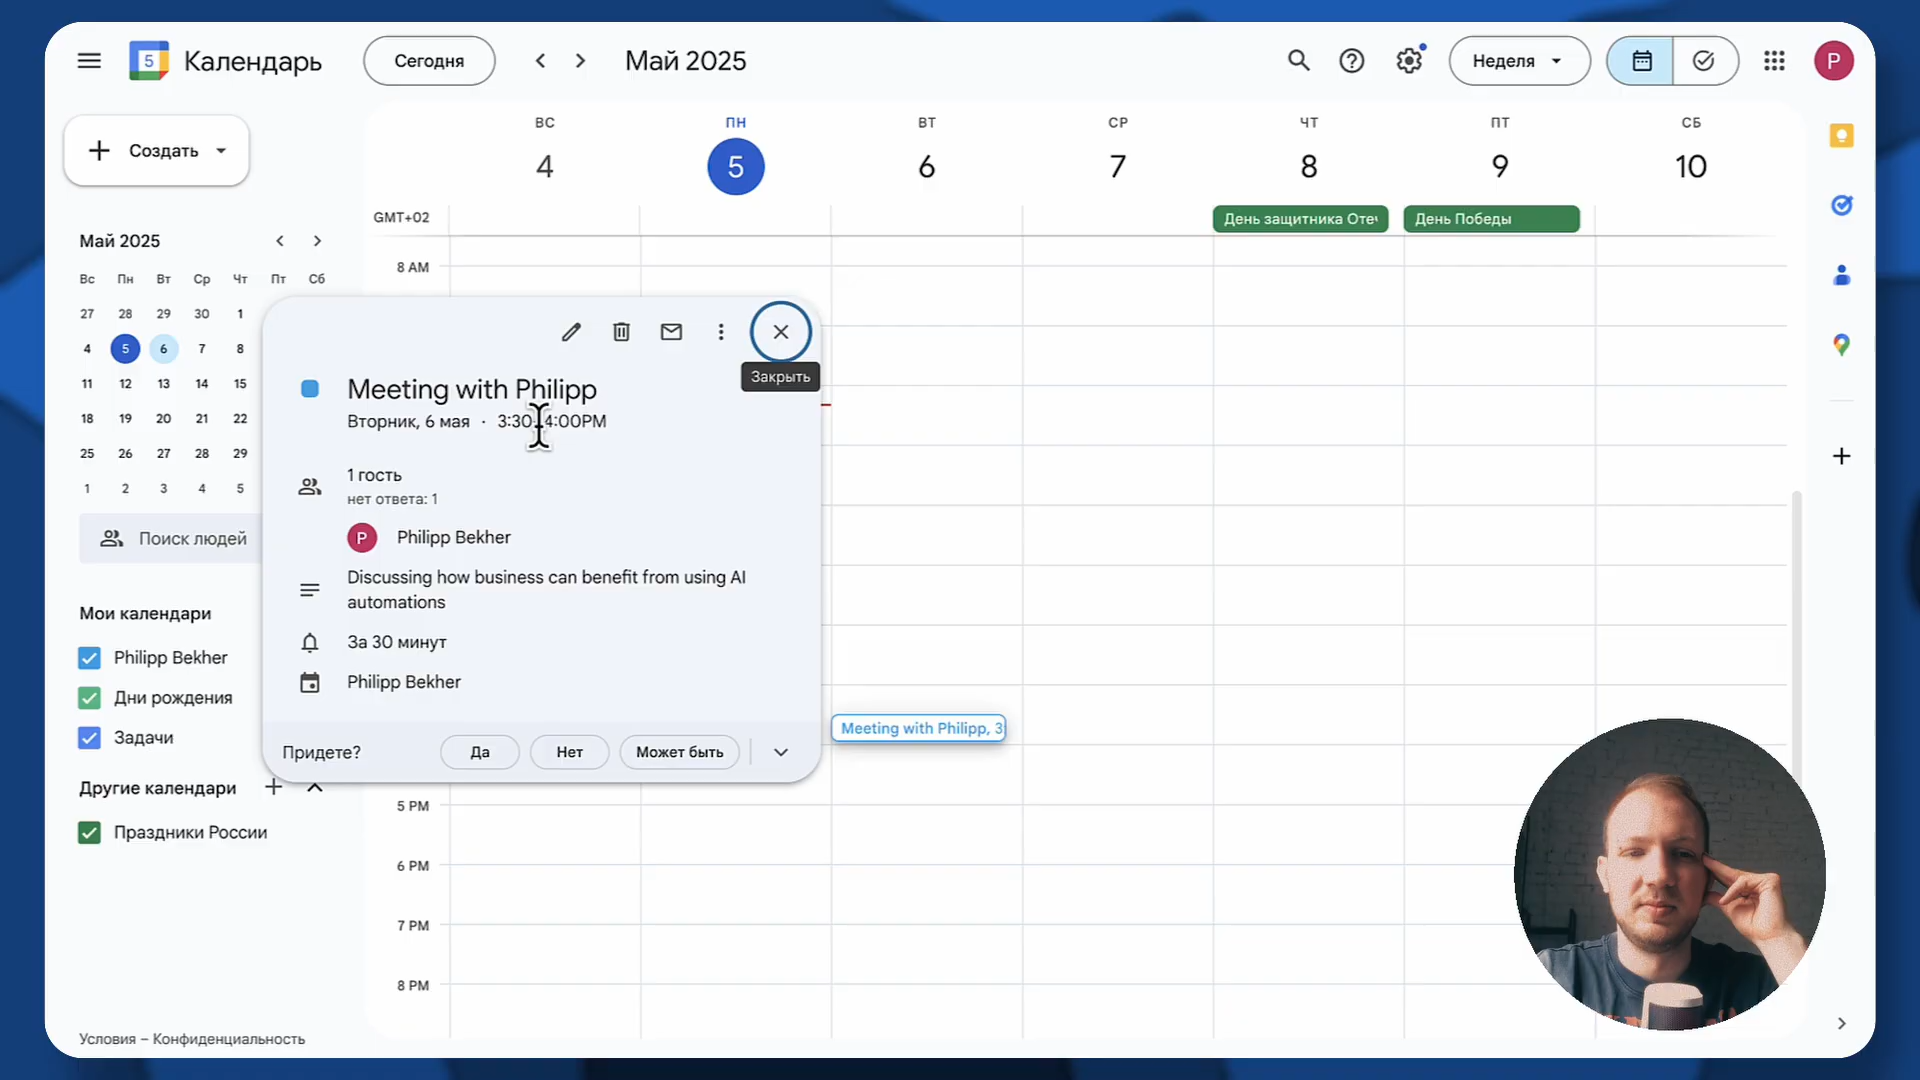 5 Календарь
Сегодня
Май 2025
Неделя
P
Создать
ВС ПН ВТ СР ЧТ ПТ СБ
4 5 6 7 8 9 10
GMT+02
День защитника Отеч
День Победы
Май 2025
Вс Пн Вт Ср Чт Пт Сб
27 28 29 30 1
4 5 6 7 8
11 12 13 14 15
18 19 20 21 22
25 26 27 28 29
1 2 3 4 5
Поиск людей
Мои календари
Philipp Bekher
Дни рождения
Задачи
Другие календари
Праздники России
Условия – Конфиденциальность
8 AM
Закрыть
Meeting with Philipp
Вторник, 6 мая · 3:30–4:00PM
1 гость
нет ответа: 1
P Philipp Bekher
Discussing how business can benefit from using AI
automations
За 30 минут
Philipp Bekher
Придете?
Да
Нет
Может быть
Meeting with Philipp, 3
5 PM
6 PM
7 PM
8 PM